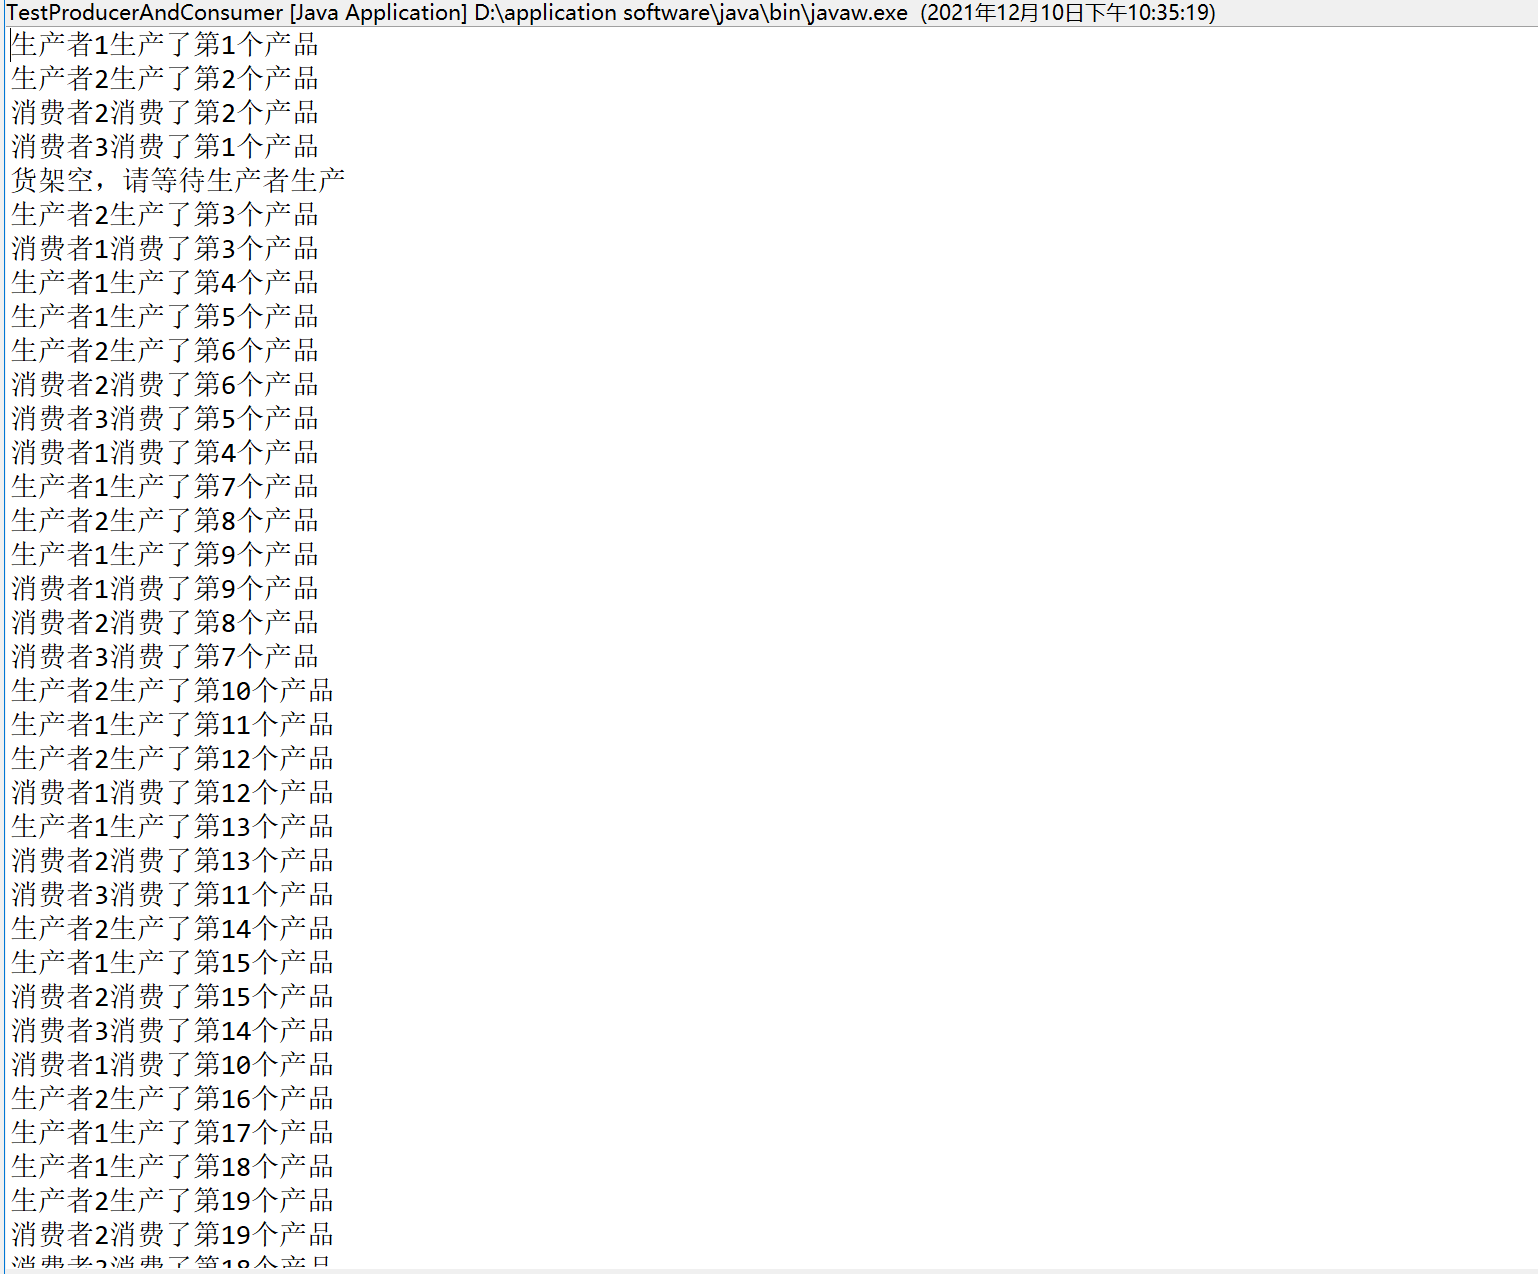 TestProducerAndConsumer [Java Application] D:\application software\java\bin\javaw.exe (2021年12月10日下午10:35:19)
生产者1生产了第1个产品
生产者2生产了第2个产品
消费者2消费了第2个产品
消费者3消费了第1个产品
货架空，请等待生产者生产
生产者2生产了第3个产品
消费者1消费了第3个产品
生产者1生产了第4个产品
生产者1生产了第5个产品
生产者2生产了第6个产品
消费者2消费了第6个产品
消费者3消费了第5个产品
消费者1消费了第4个产品
生产者1生产了第7个产品
生产者2生产了第8个产品
生产者1生产了第9个产品
消费者1消费了第9个产品
消费者2消费了第8个产品
消费者3消费了第7个产品
生产者2生产了第10个产品
生产者1生产了第11个产品
生产者2生产了第12个产品
消费者1消费了第12个产品
生产者1生产了第13个产品
消费者2消费了第13个产品
消费者3消费了第11个产品
生产者2生产了第14个产品
生产者1生产了第15个产品
消费者2消费了第15个产品
消费者3消费了第14个产品
消费者1消费了第10个产品
生产者2生产了第16个产品
生产者1生产了第17个产品
生产者1生产了第18个产品
生产者2生产了第19个产品
消费者2消费了第19个产品
消费者3消费了第18个产品